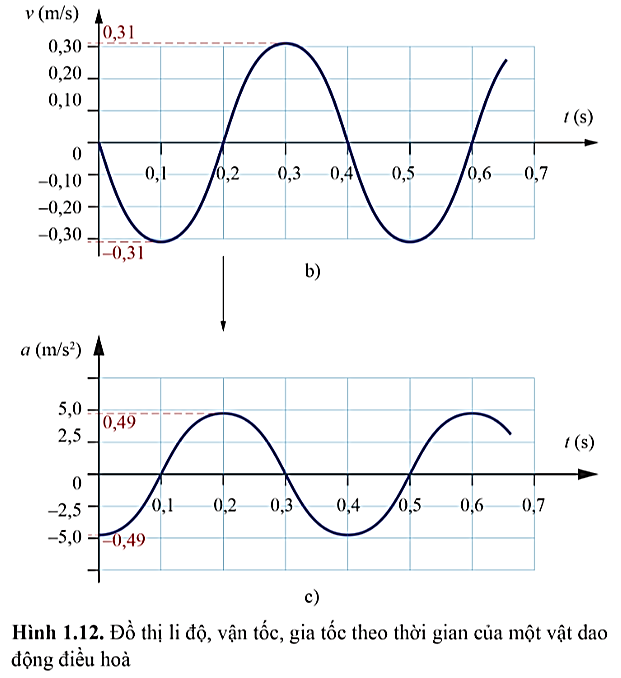 v (m/s)
0,31
0,30
0,20
0,10
t (s)
0
0,1 0,2 0,3 0,4 0,5 0,6 0,7
−0,10
−0,20
−0,30
−0,31
b)
a (m/s²)
5,0
0,49
2,5
t (s)
0
0,1 0,2 0,3 0,4 0,5 0,6 0,7
−2,5
−5,0
−0,49
c)
Hình 1.12. Đồ thị li độ, vận tốc, gia tốc theo thời gian của một vật dao
động điều hoà